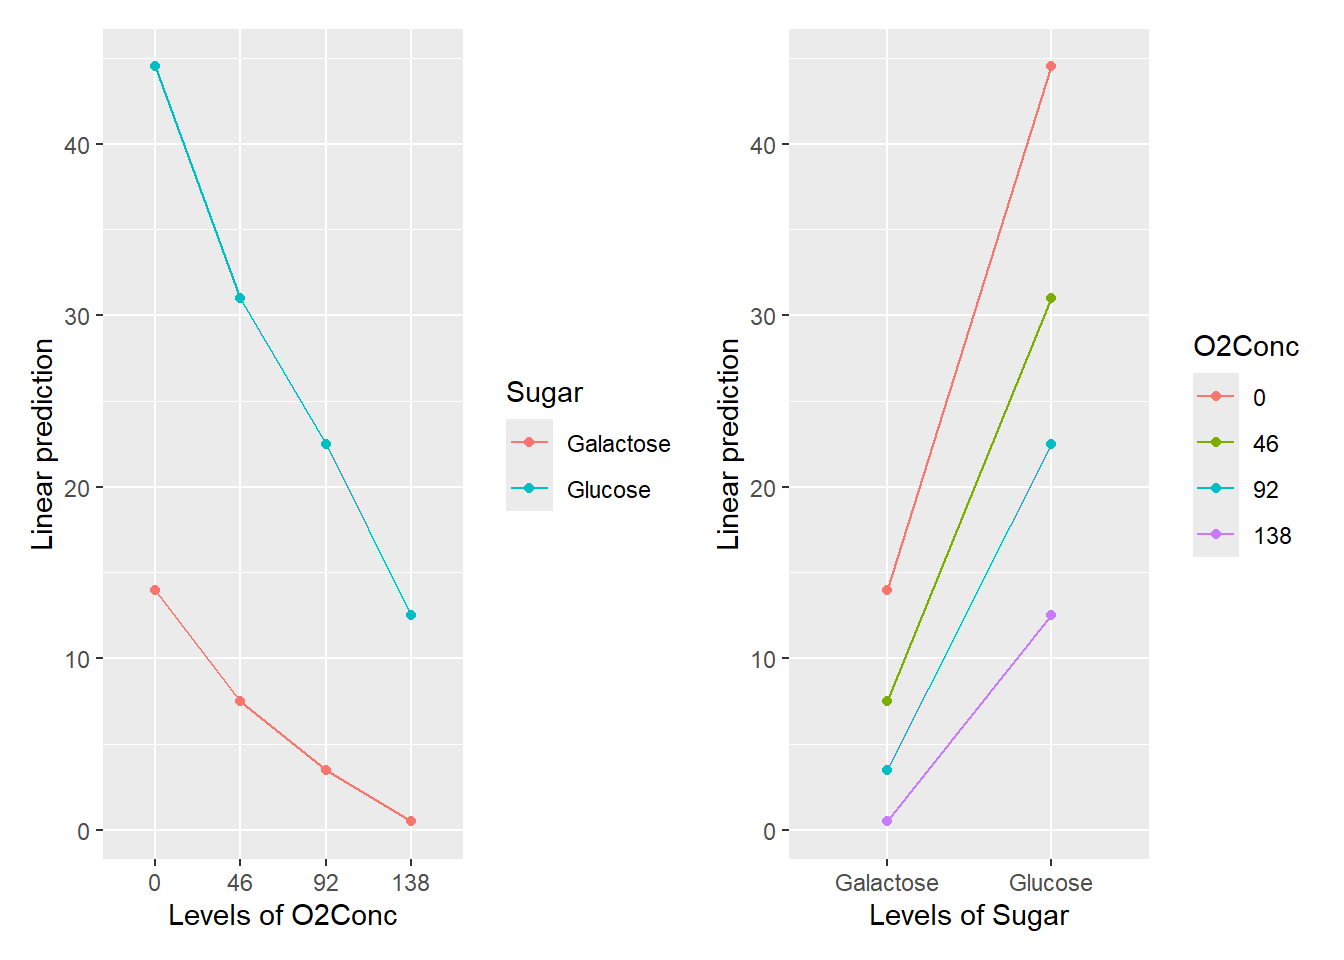 Linear prediction
40
30
20
10
0
0 46 92 138
Levels of O2Conc
Sugar
Galactose
Glucose
Linear prediction
40
30
20
10
0
Galactose Glucose
Levels of Sugar
O2Conc
0
46
92
138